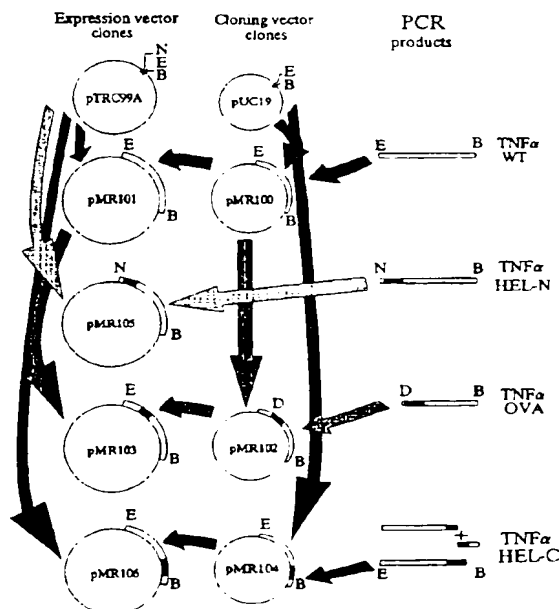 Expression vector
clones
Cloning vector
clones
PCR
products
N
E
B
pTRC99A
E
B
pUC19
E
B
TNFα
WT
E
B
pMR101
E
B
pMR100
N
B
pMR105
N
B
TNFα
HEL-N
E
B
pMR103
D
B
pMR102
D
B
TNFα
OVA
E
B
pMR106
E
B
pMR104
+
E
B
TNFα
HEL-C